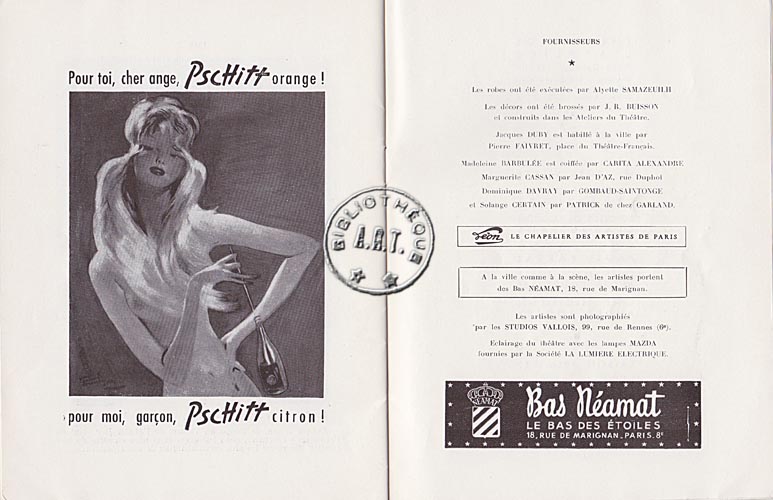 Pour toi, cher ange, PSCHITT orange !
pour moi, garçon, PSCHITT citron !
BIBLIOTHÈQUE
A.R.T.
FOURNISSEURS
Les robes ont été exécutées par Alyette SAMAZEUILH
Les décors ont été brossés par J. R. BUISSON
et construits dans les Ateliers du Théâtre.
Jacques DUBY est habillé à la ville par
Pierre FAIVRET, place du Théâtre-Français.
Madeleine BARBULÉE est coiffée par CARITA ALEXANDRE
Marguerite CASSAN par Jean D'AZ, rue Duphot
Dominique DAVRAY par GOMBAUD-SAINTONGE
et Solange CERTAIN par PATRICK de chez GARLAND.
Léon LE CHAPELIER DES ARTISTES DE PARIS
A la ville comme à la scène, les artistes portent
des Bas NÉAMAT, 18, rue de Marignan.
Les artistes sont photographiés
par les STUDIOS VALLOIS, 99, rue de Rennes (6e).
Eclairage du théâtre avec les lampes MAZDA
fournies par la Société LA LUMIERE ELECTRIQUE.
NÉAMAT
Bas Néamat
LE BAS DES ÉTOILES
18, RUE DE MARIGNAN . PARIS . 8e